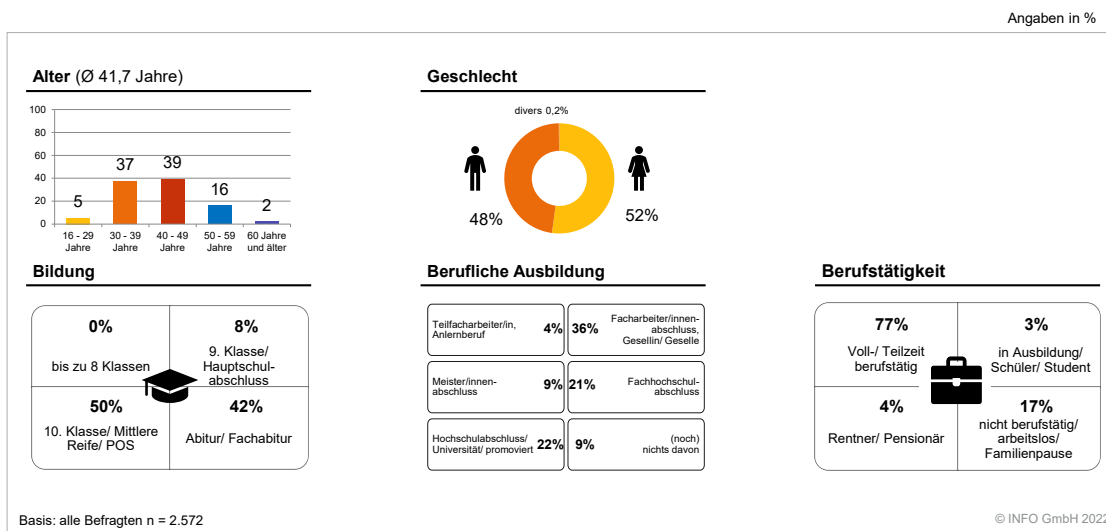 Angaben in %
Alter (Ø 41,7 Jahre)
100
80
60
40
20
0
5
37
39
16
2
16 - 29
Jahre
30 - 39
Jahre
40 - 49
Jahre
50 - 59
Jahre
60 Jahre
und älter
Geschlecht
divers 0,2%
48%
52%
Bildung
0%
bis zu 8 Klassen
8%
9. Klasse/
Hauptschul-
abschluss
50%
10. Klasse/ Mittlere
Reife/ POS
42%
Abitur/ Fachabitur
Berufliche Ausbildung
Teilfacharbeiter/in,
Anlernberuf
4%
36%
Facharbeiter/innen-
abschluss,
Gesellin/ Geselle
Meister/innen-
abschluss
9%
21%
Fachhochschul-
abschluss
Hochschulabschluss/
Universität/ promoviert
22%
9%
(noch)
nichts davon
Berufstätigkeit
77%
Voll-/ Teilzeit
berufstätig
3%
in Ausbildung/
Schüler/ Student
4%
Rentner/ Pensionär
17%
nicht berufstätig/
arbeitslos/
Familienpause
Basis: alle Befragten n = 2.572
© INFO GmbH 2022